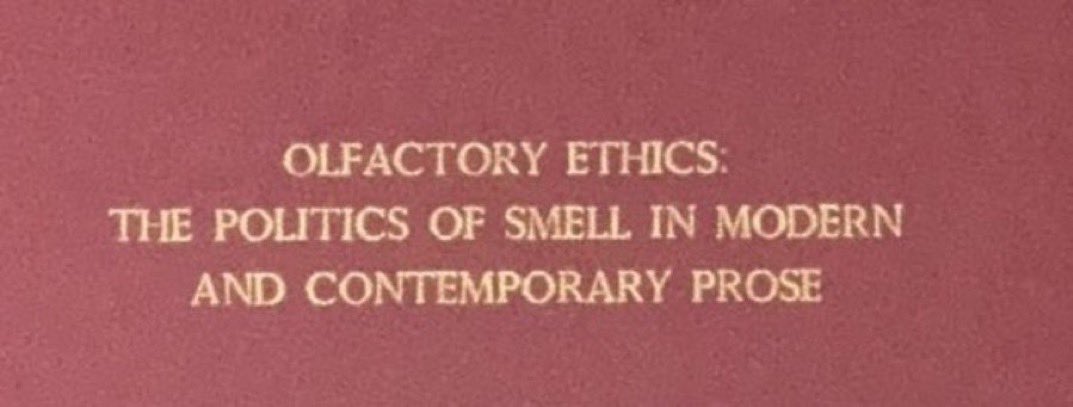 OLFACTORY ETHICS:
THE POLITICS OF SMELL IN MODERN
AND CONTEMPORARY PROSE